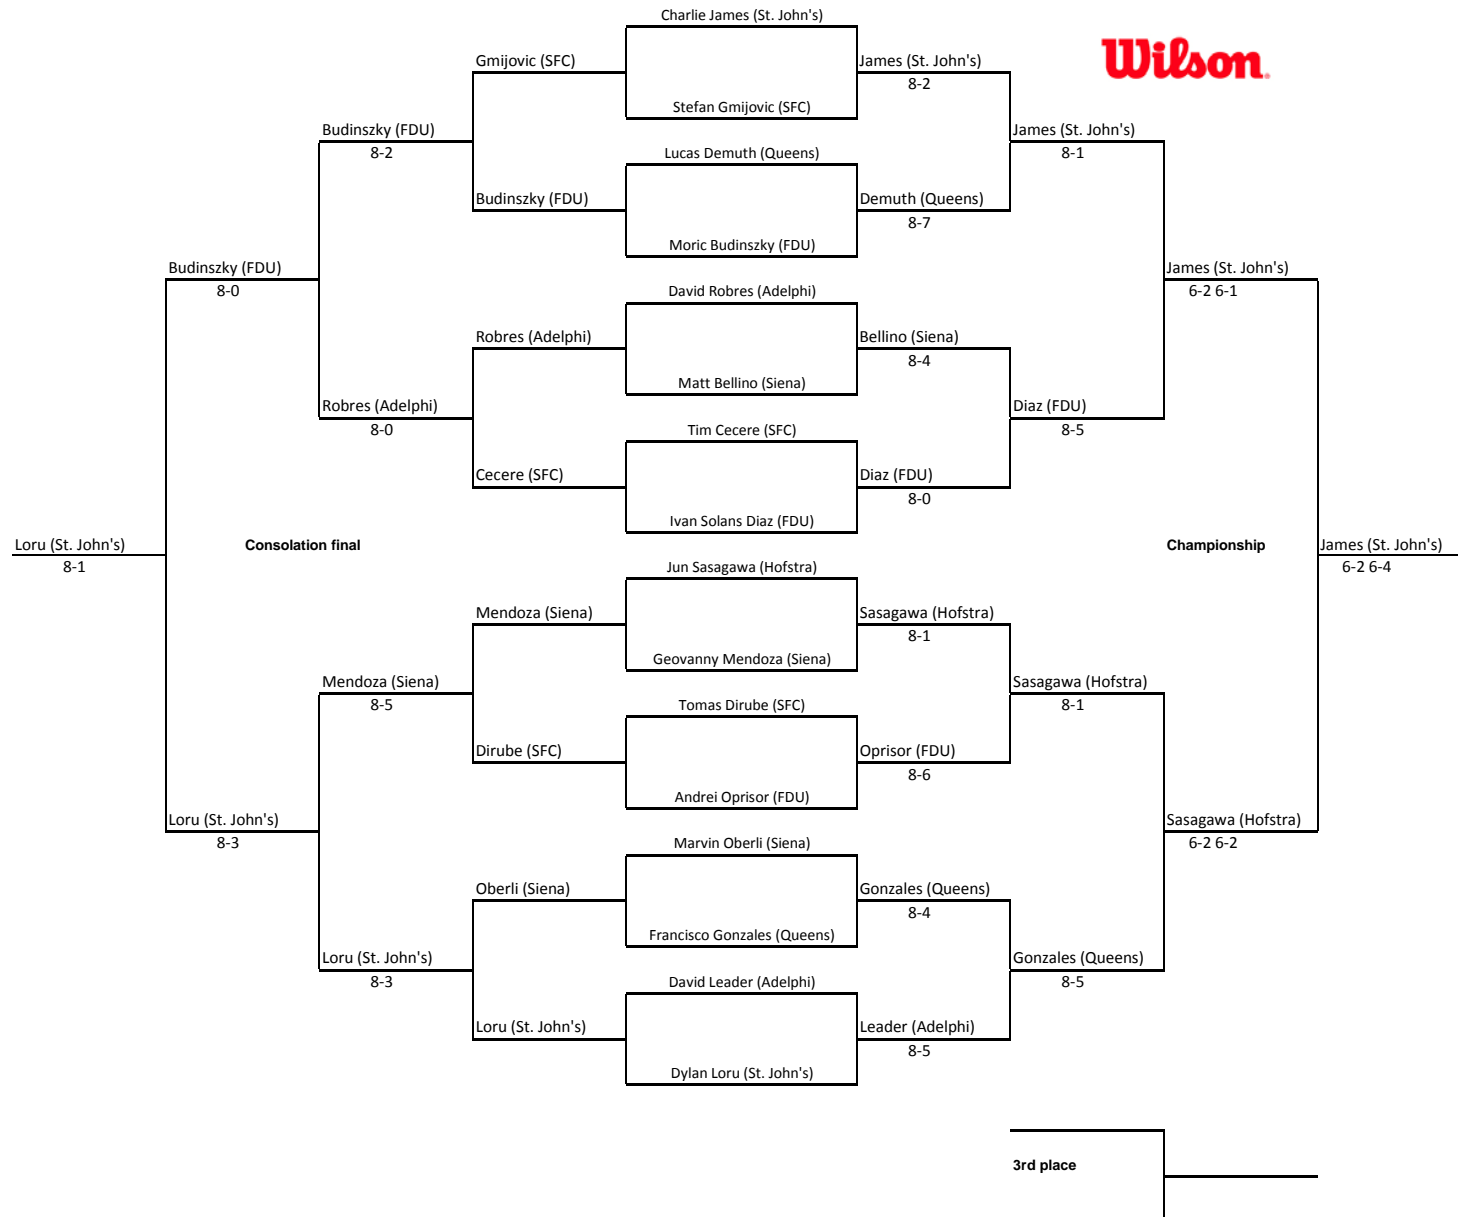 Charlie James (St. John's)
Wilson
Gmijovic (SFC)
James (St. John's)
8-2
Stefan Gmijovic (SFC)
Budinszky (FDU)
James (St. John's)
8-2
Lucas Demuth (Queens)
8-1
Budinszky (FDU)
Demuth (Queens)
8-7
Moric Budinszky (FDU)
Budinszky (FDU)
James (St. John's)
8-0
David Robres (Adelphi)
6-2 6-1
Robres (Adelphi)
Bellino (Siena)
8-4
Matt Bellino (Siena)
Robres (Adelphi)
Diaz (FDU)
8-0
Tim Cecere (SFC)
8-5
Cecere (SFC)
Diaz (FDU)
8-0
Ivan Solans Diaz (FDU)
Loru (St. John's)
Consolation final
Championship
James (St. John's)
8-1
Jun Sasagawa (Hofstra)
6-2 6-4
Mendoza (Siena)
Sasagawa (Hofstra)
8-1
Geovanny Mendoza (Siena)
Mendoza (Siena)
Sasagawa (Hofstra)
8-5
Tomas Dirube (SFC)
8-1
Dirube (SFC)
Oprisor (FDU)
8-6
Andrei Oprisor (FDU)
Loru (St. John's)
Sasagawa (Hofstra)
8-3
Marvin Oberli (Siena)
6-2 6-2
Oberli (Siena)
Gonzales (Queens)
8-4
Francisco Gonzales (Queens)
Loru (St. John's)
Gonzales (Queens)
8-3
David Leader (Adelphi)
8-5
Loru (St. John's)
Leader (Adelphi)
8-5
Dylan Loru (St. John's)
3rd place